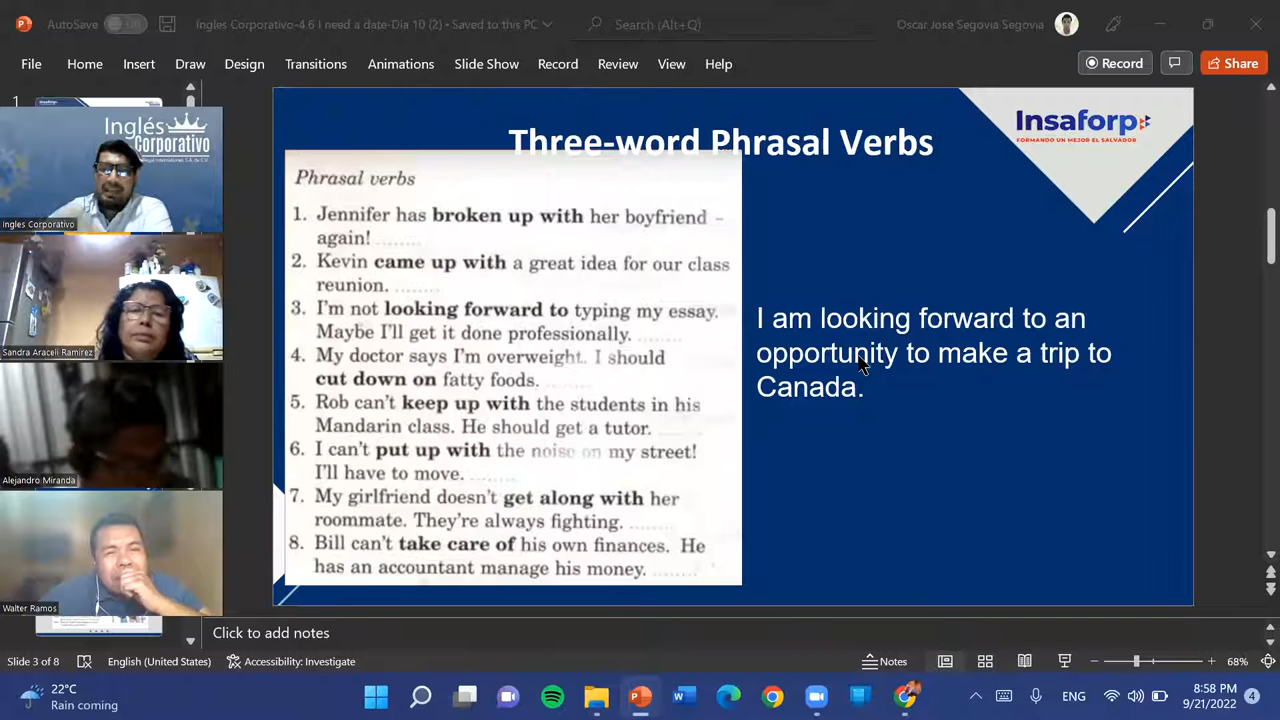 AutoSave
Ingles Corporativo-4.6 I need a date-Dia 10 (2) • Saved to this PC
Search (Alt+Q)
Oscar Jose Segovia Segovia
File
Home
Insert
Draw
Design
Transitions
Animations
Slide Show
Record
Review
View
Help
Record
Share
1
Inglés
Corporativo
Ingles Corporativo
Sandra Araceli Ramirez
Alejandro Miranda
Walter Ramos
Three-word Phrasal Verbs
Insaforp
FORMANDO UN MEJOR EL SALVADOR
Phrasal verbs
1. Jennifer has broken up with her boyfriend –
again! ........
2. Kevin came up with a great idea for our class
reunion. ........
3. I'm not looking forward to typing my essay.
Maybe I'll get it done professionally. ........
4. My doctor says I'm overweight. I should
cut down on fatty foods. ........
5. Rob can't keep up with the students in his
Mandarin class. He should get a tutor. ........
6. I can't put up with the noise on my street!
I'll have to move. ........
7. My girlfriend doesn't get along with her
roommate. They're always fighting. ........
8. Bill can't take care of his own finances. He
has an accountant manage his money. ........
I am looking forward to an
opportunity to make a trip to
Canada.
Click to add notes
Slide 3 of 8
English (United States)
Accessibility: Investigate
Notes
68%
22°C
Rain coming
ENG
8:58 PM
9/21/2022
4